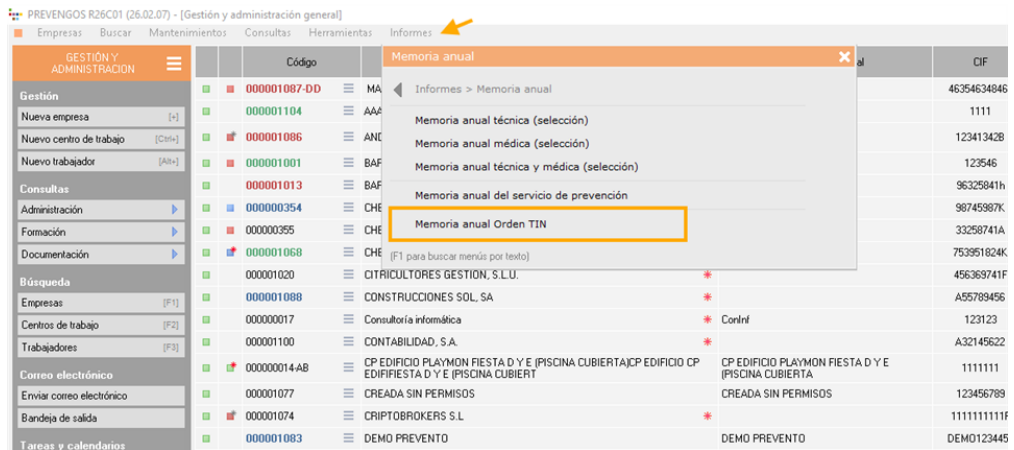 PREVENGOS R26C01 (26.02.07) - [Gestión y administración general]
Empresas Buscar Mantenimientos Consultas Herramientas Informes
GESTIÓN Y
ADMINISTRACION
Código
al
CIF
Memoria anual
Informes > Memoria anual
Memoria anual técnica (selección)
Memoria anual médica (selección)
Memoria anual técnica y médica (selección)
Memoria anual del servicio de prevención
Memoria anual Orden TIN
(F1 para buscar menús por texto)
Gestión
Nueva empresa [+]
Nuevo centro de trabajo [Ctrl+]
Nuevo trabajador [Alt+]
Consultas
Administración
Formación
Documentación
Búsqueda
Empresas [F1]
Centros de trabajo [F2]
Trabajadores [F3]
Correo electrónico
Enviar correo electrónico
Bandeja de salida
Tareas y calendarios
000001087-DD MA 46354634846
000001104 AAA 1111
000001086 AND 12341342B
000001001 BAR 123546
000001013 BAR 96325841h
000000354 CHE 98745987K
000000355 CHE 33258741A
000001068 CHE 753951824K
000001020 CITRICULTORES GESTION, S.L.U. 456369741F
000001088 CONSTRUCCIONES SOL, SA A55789456
000000017 Consultoría informática ConInf 123123
000001100 CONTABILIDAD, S.A. A32145622
000000014-AB CP EDIFICIO PLAYMON FIESTA D Y E (PISCINA CUBIERTA)CP EDIFICIO CP EDIFIFIESTA D Y E (PISCINA CUBIERT CP EDIFICIO PLAYMON FIESTA D Y E (PISCINA CUBIERTA 1111111
000001077 CREADA SIN PERMISOS CREADA SIN PERMISOS 123456789
000001074 CRIPTOBROKERS S.L 1111111111F
000001083 DEMO PREVENTO DEMO PREVENTO DEMO123445